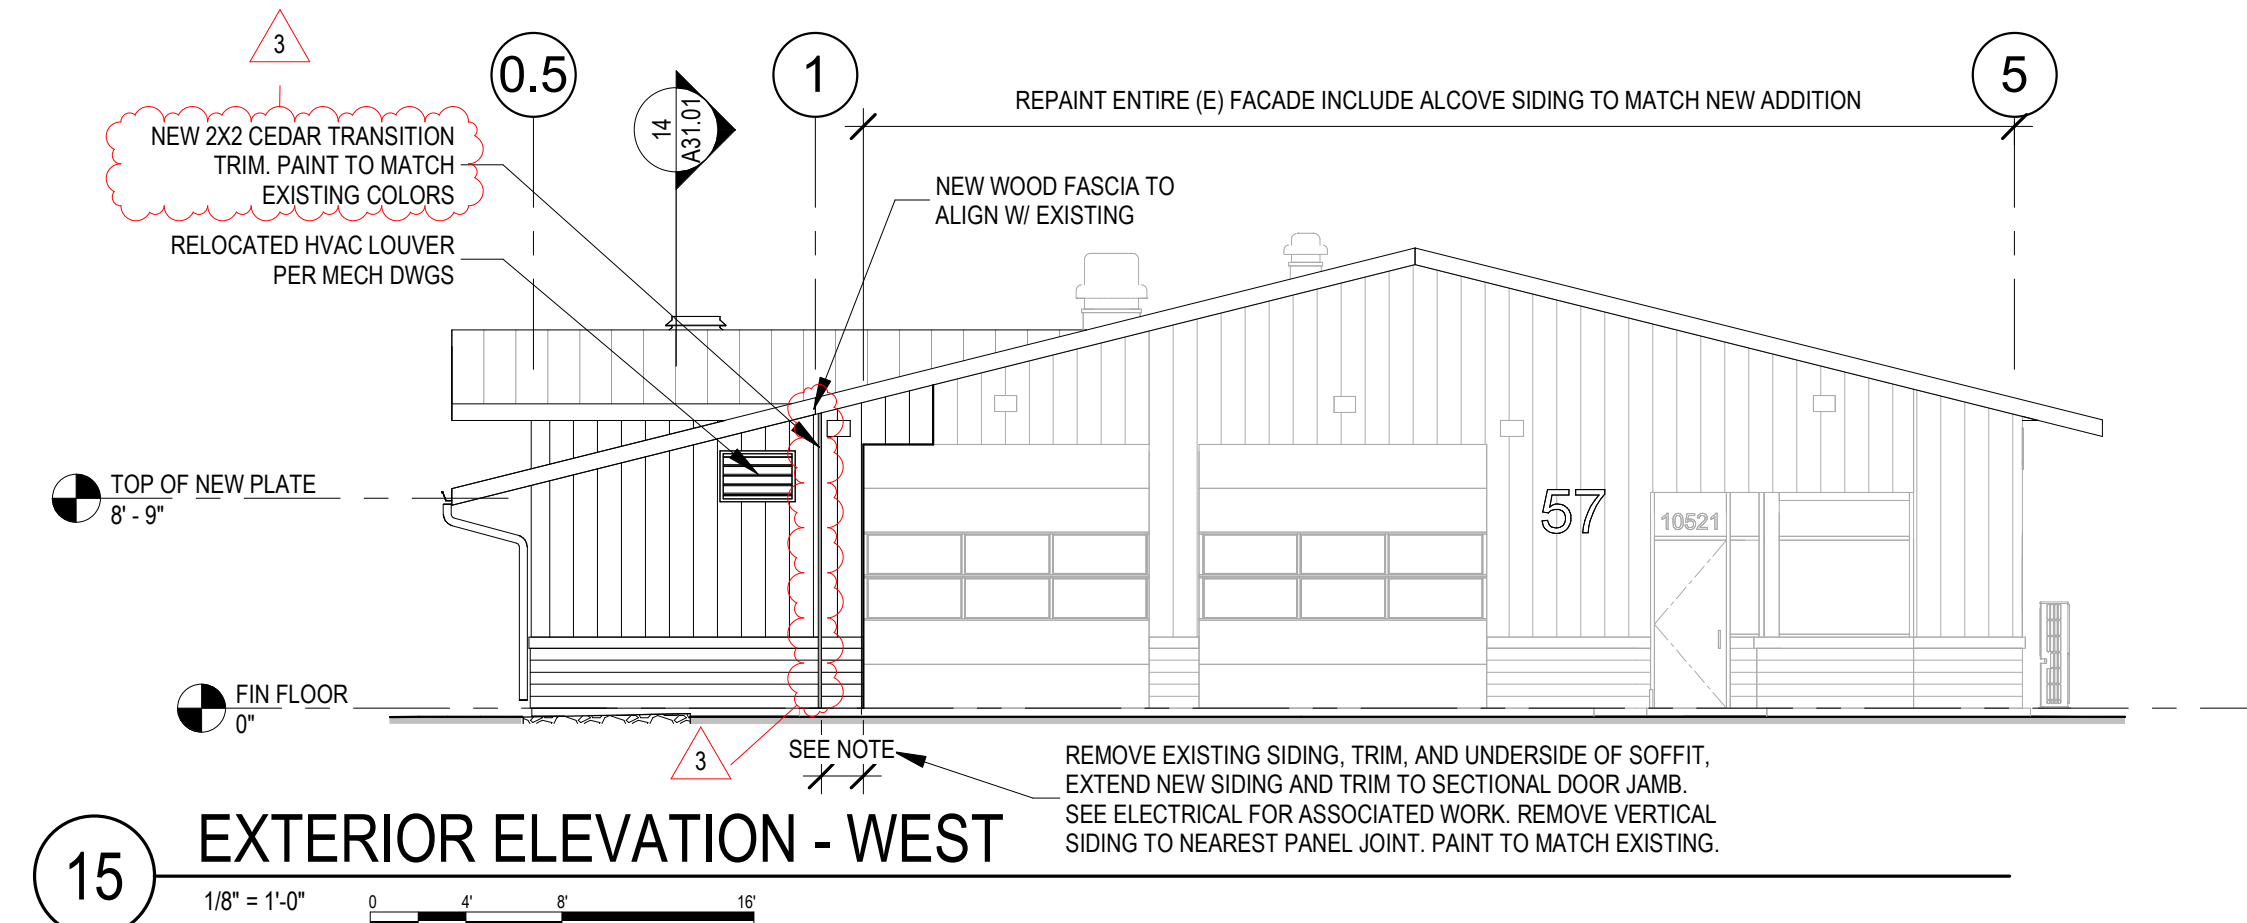 3
0.5
1
5
14
A31.01
REPAINT ENTIRE (E) FACADE INCLUDE ALCOVE SIDING TO MATCH NEW ADDITION
NEW 2X2 CEDAR TRANSITION
TRIM. PAINT TO MATCH
EXISTING COLORS
NEW WOOD FASCIA TO
ALIGN W/ EXISTING
RELOCATED HVAC LOUVER
PER MECH DWGS
TOP OF NEW PLATE
8' - 9"
57
10521
FIN FLOOR
0"
3
SEE NOTE
REMOVE EXISTING SIDING, TRIM, AND UNDERSIDE OF SOFFIT,
EXTEND NEW SIDING AND TRIM TO SECTIONAL DOOR JAMB.
SEE ELECTRICAL FOR ASSOCIATED WORK. REMOVE VERTICAL
SIDING TO NEAREST PANEL JOINT. PAINT TO MATCH EXISTING.
15
EXTERIOR ELEVATION - WEST
1/8" = 1'-0"
0 4' 8' 16'